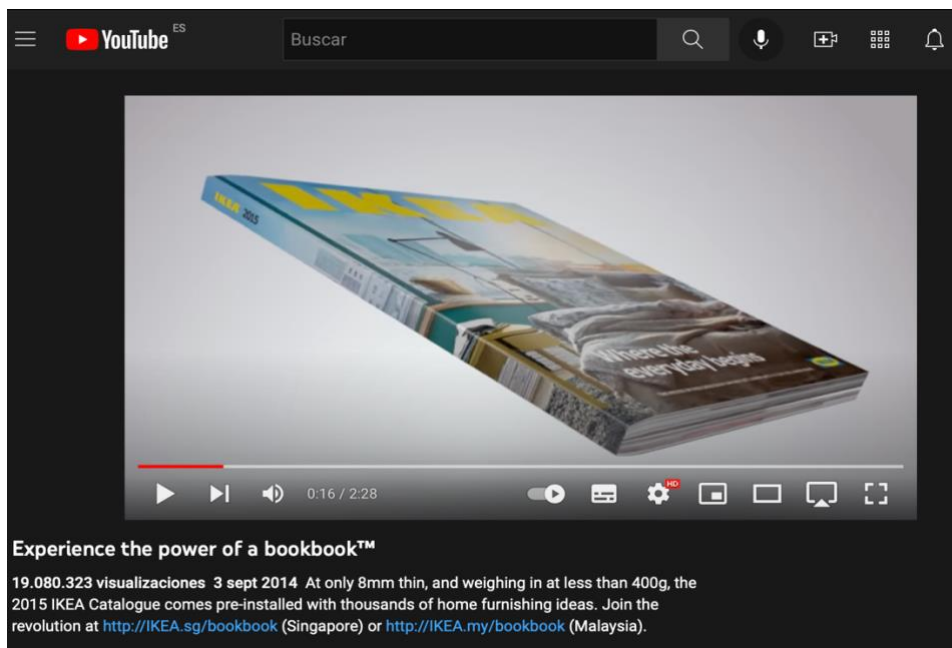 YouTube ES
Buscar
IKEA 2015
IKEA
Where the
everyday begins
0:16 / 2:28
HD
Experience the power of a bookbook™
19.080.323 visualizaciones 3 sept 2014 At only 8mm thin, and weighing in at less than 400g, the
2015 IKEA Catalogue comes pre-installed with thousands of home furnishing ideas. Join the
revolution at http://IKEA.sg/bookbook (Singapore) or http://IKEA.my/bookbook (Malaysia).